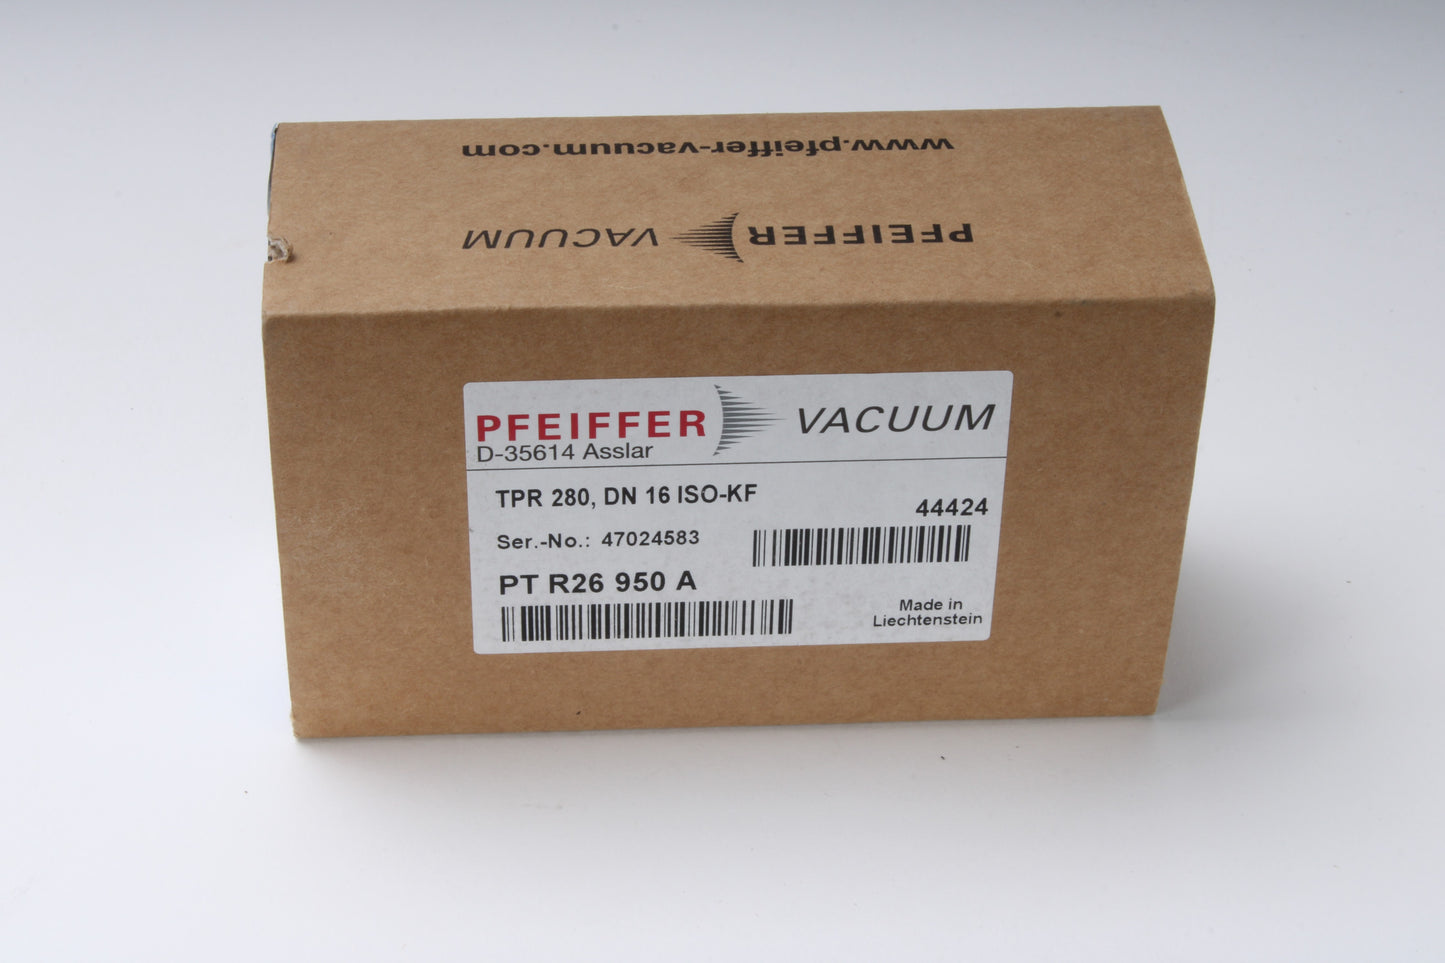 www.pfeiffer-vacuum.com
PFEIFFER VACUUM
PFEIFFER VACUUM
D-35614 Asslar
TPR 280, DN 16 ISO-KF
44424
Ser.-No.: 47024583
PT R26 950 A
Made in
Liechtenstein